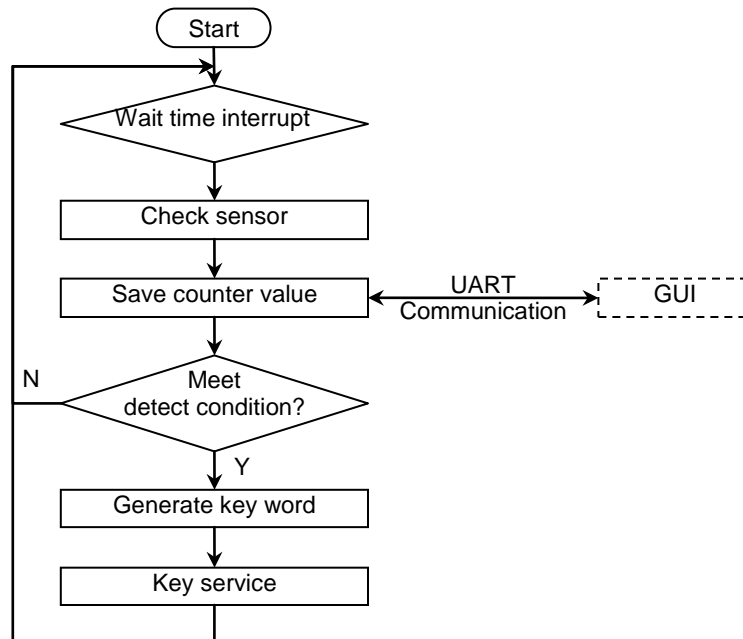 Start
Wait time interrupt
Check sensor
Save counter value
UART
Communication
GUI
N
Meet
detect condition?
Y
Generate key word
Key service